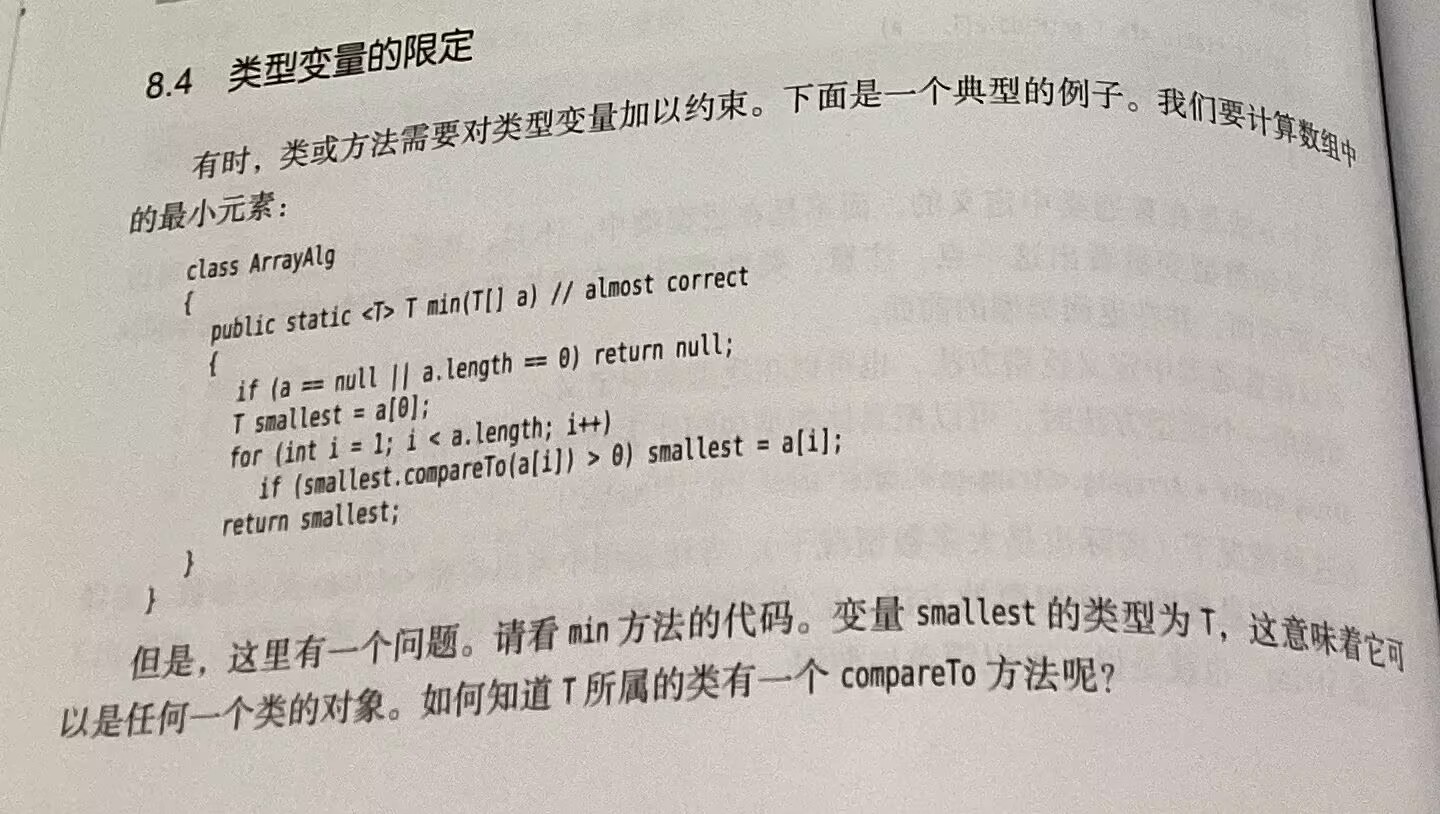 8.4 类型变量的限定
有时，类或方法需要对类型变量加以约束。下面是一个典型的例子。我们要计算数组中
的最小元素：
class ArrayAlg
{
public static <T> T min(T[] a) // almost correct
{
if (a == null || a.length == 0) return null;
T smallest = a[0];
for (int i = 1; i < a.length; i++)
if (smallest.compareTo(a[i]) > 0) smallest = a[i];
return smallest;
}
}
但是，这里有一个问题。请看 min 方法的代码。变量 smallest 的类型为 T，这意味着它可
以是任何一个类的对象。如何知道 T 所属的类有一个 compareTo 方法呢？